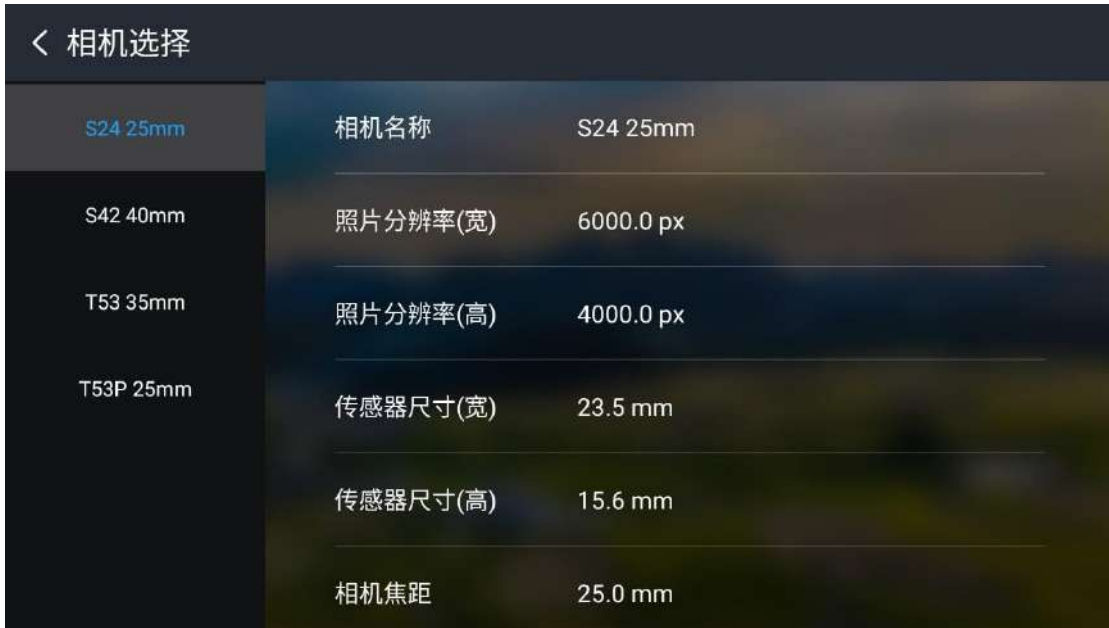 相机选择
S24 25mm
S42 40mm
T53 35mm
T53P 25mm
相机名称 S24 25mm
照片分辨率(宽) 6000.0 px
照片分辨率(高) 4000.0 px
传感器尺寸(宽) 23.5 mm
传感器尺寸(高) 15.6 mm
相机焦距 25.0 mm